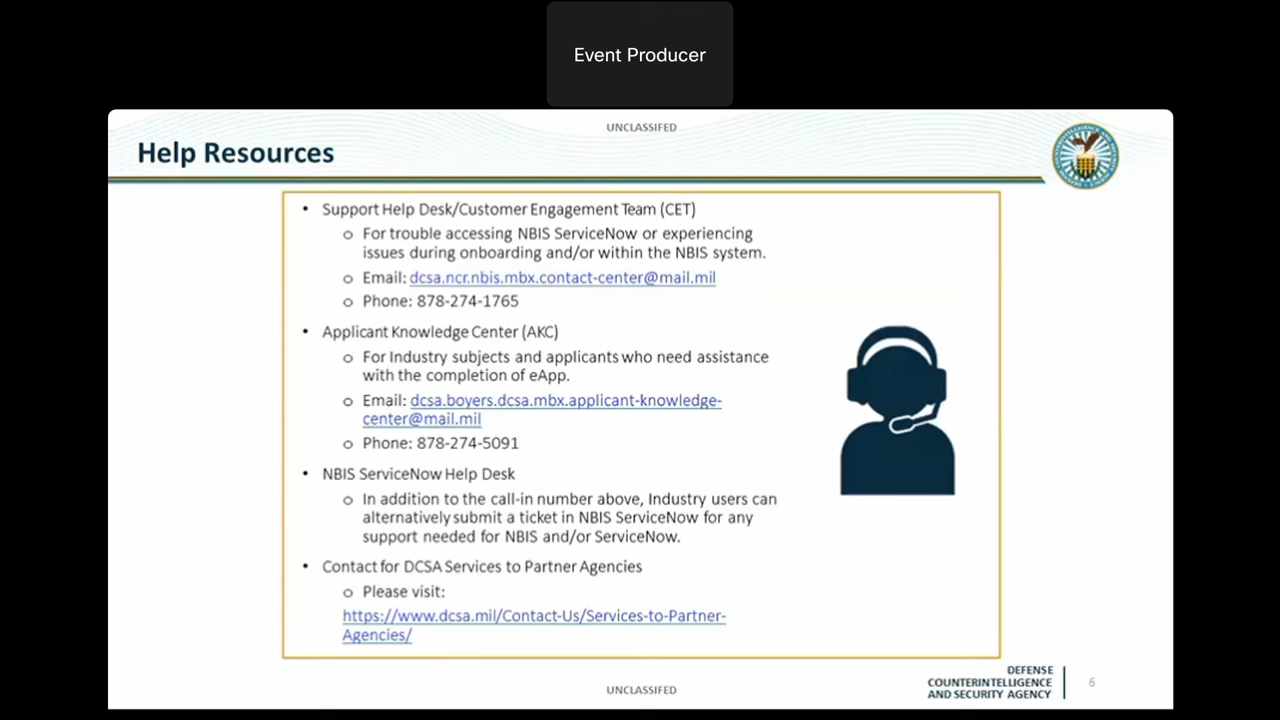 Event Producer
UNCLASSIFED
Help Resources
• Support Help Desk/Customer Engagement Team (CET)
o For trouble accessing NBIS ServiceNow or experiencing
issues during onboarding and/or within the NBIS system.
o Email: dcsa.ncr.nbis.mbx.contact-center@mail.mil
o Phone: 878-274-1765
• Applicant Knowledge Center (AKC)
o For Industry subjects and applicants who need assistance
with the completion of eApp.
o Email: dcsa.boyers.dcsa.mbx.applicant-knowledge-
center@mail.mil
o Phone: 878-274-5091
• NBIS ServiceNow Help Desk
o In addition to the call-in number above, Industry users can
alternatively submit a ticket in NBIS ServiceNow for any
support needed for NBIS and/or ServiceNow.
• Contact for DCSA Services to Partner Agencies
o Please visit:
https://www.dcsa.mil/Contact-Us/Services-to-Partner-
Agencies/
UNCLASSIFED
DEFENSE
COUNTERINTELLIGENCE
AND SECURITY AGENCY
6